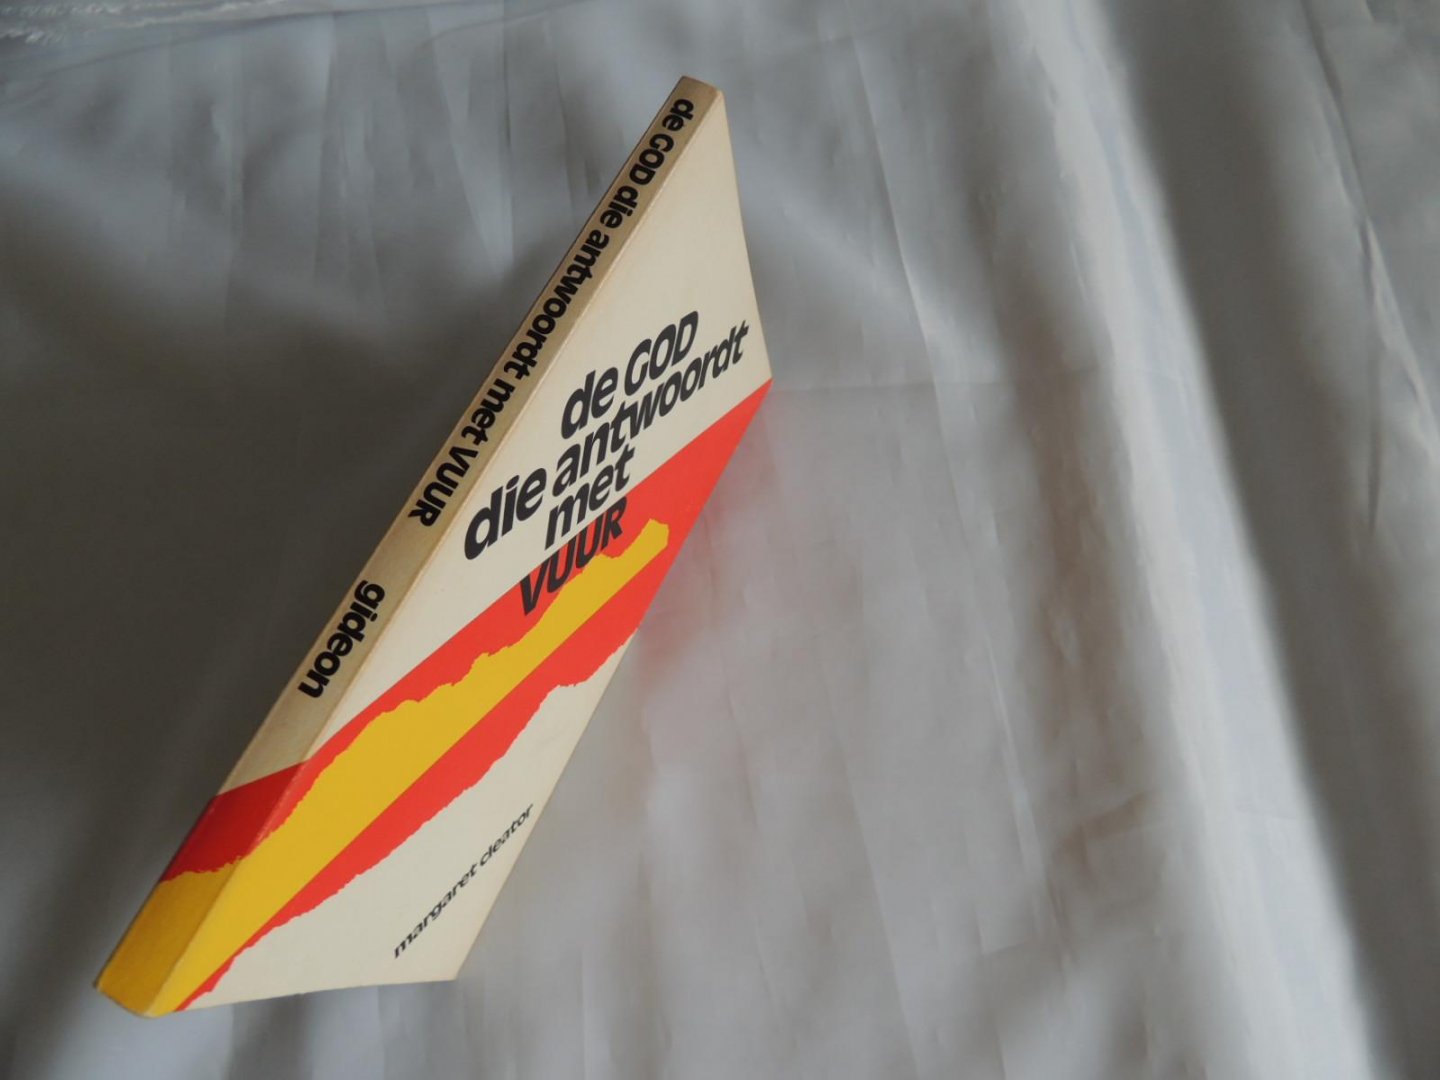 de GOD die antwoordt met VUUR
gideon
de GOD
die antwoordt
met
VUUR
margaret cleator